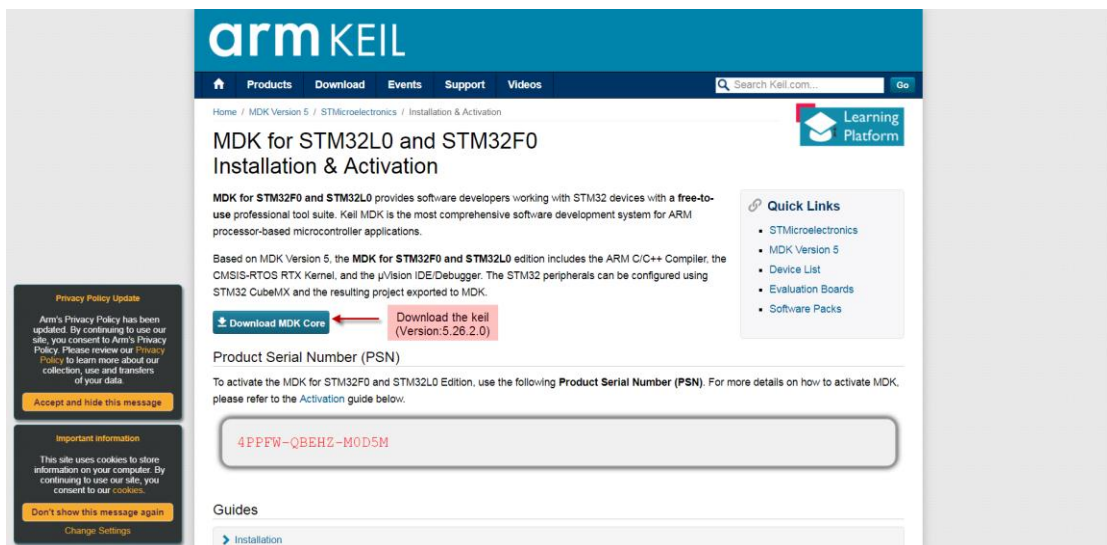 arm KEIL
Products Download Events Support Videos
Search Keil.com... Go
Home / MDK Version 5 / STMicroelectronics / Installation & Activation
Learning
Platform
MDK for STM32L0 and STM32F0
Installation & Activation
MDK for STM32F0 and STM32L0 provides software developers working with STM32 devices with a free-to-
use professional tool suite. Keil MDK is the most comprehensive software development system for ARM
processor-based microcontroller applications.
Based on MDK Version 5, the MDK for STM32F0 and STM32L0 edition includes the ARM C/C++ Compiler, the
CMSIS-RTOS RTX Kernel, and the µVision IDE/Debugger. The STM32 peripherals can be configured using
STM32 CubeMX and the resulting project exported to MDK.
Quick Links
STMicroelectronics
MDK Version 5
Device List
Evaluation Boards
Software Packs
Download MDK Core
Download the keil
(Version:5.26.2.0)
Product Serial Number (PSN)
To activate the MDK for STM32F0 and STM32L0 Edition, use the following Product Serial Number (PSN). For more details on how to activate MDK,
please refer to the Activation guide below.
4PPFW-QBEHZ-M0D5M
Guides
Installation
Privacy Policy Update
Arm's Privacy Policy has been
updated. By continuing to use our
site, you consent to Arm's Privacy
Policy. Please review our Privacy
Policy to learn more about our
collection, use and transfers
of your data.
Accept and hide this message
Important information
This site uses cookies to store
information on your computer. By
continuing to use our site, you
consent to our cookies.
Don't show this message again
Change Settings